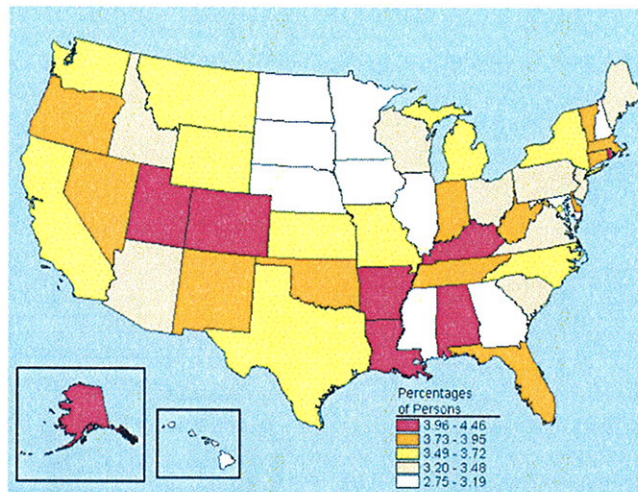 Percentages
of Persons
3.96 - 4.46
3.73 - 3.95
3.49 - 3.72
3.20 - 3.48
2.75 - 3.19